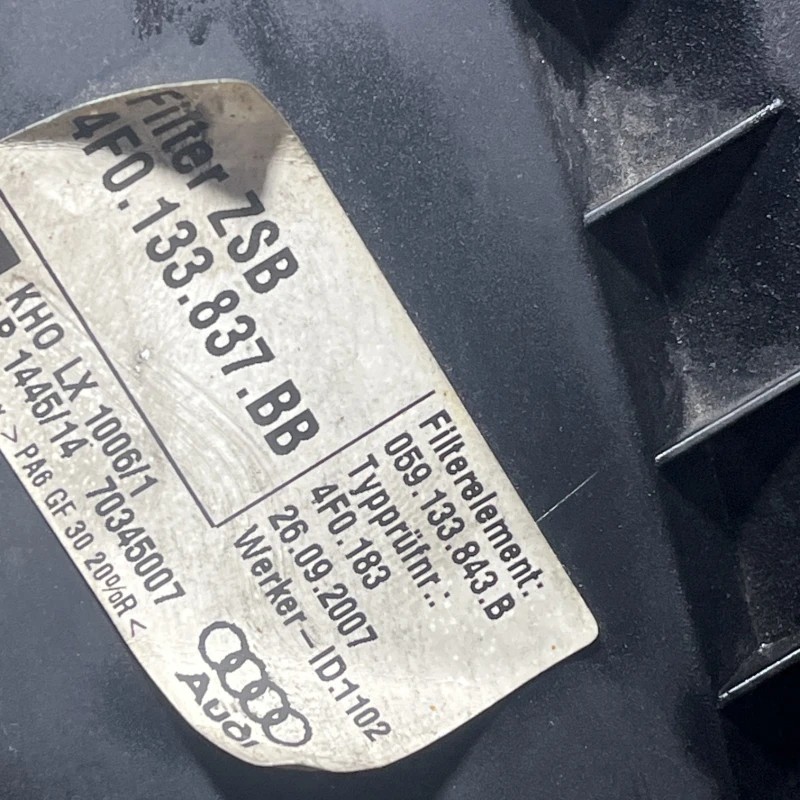 Filter ZSB
4F0.133.837.BB
KHO LX 1006/1
1445/14 70345007
> PA6 GF 30 20%R <
Filterelement:
059.133.843.B
Typprüfnr.:
4F0.183
26.09.2007
Werker-ID:1102
Audi